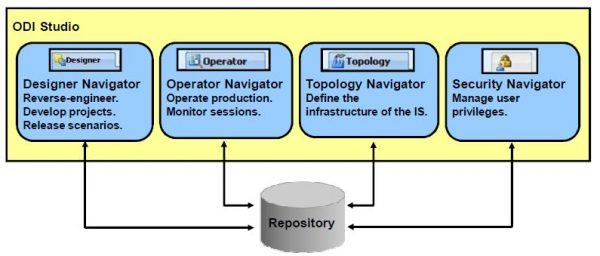 ODI Studio
Designer
Designer Navigator
Reverse-engineer.
Develop projects.
Release scenarios.
Operator
Operator Navigator
Operate production.
Monitor sessions.
Topology
Topology Navigator
Define the
infrastructure of the IS.
Security Navigator
Manage user
privileges.
Repository